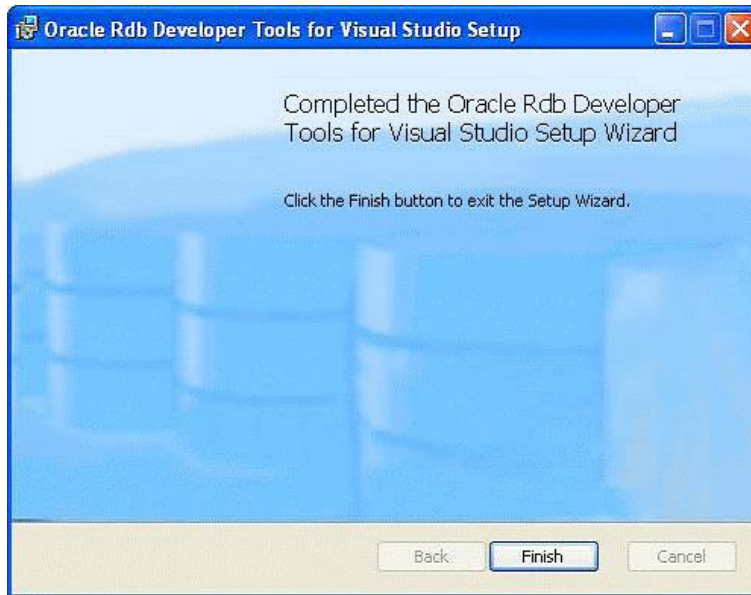 Oracle Rdb Developer Tools for Visual Studio Setup
Completed the Oracle Rdb Developer
Tools for Visual Studio Setup Wizard
Click the Finish button to exit the Setup Wizard.
Back Finish Cancel